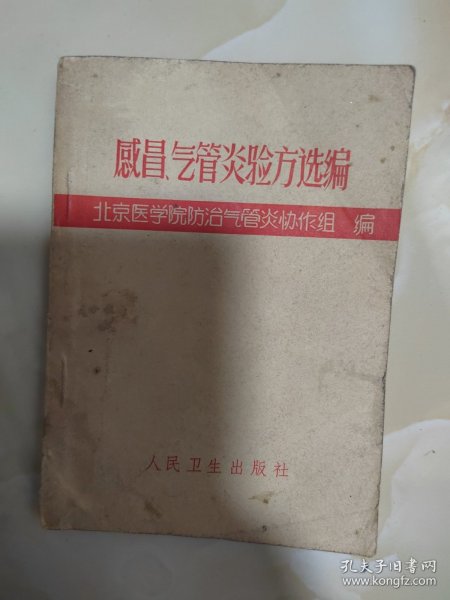 感冒、气管炎验方选编
北京医学院防治气管炎协作组 编
人民卫生出版社
孔夫子旧书网
www.kongfz.com